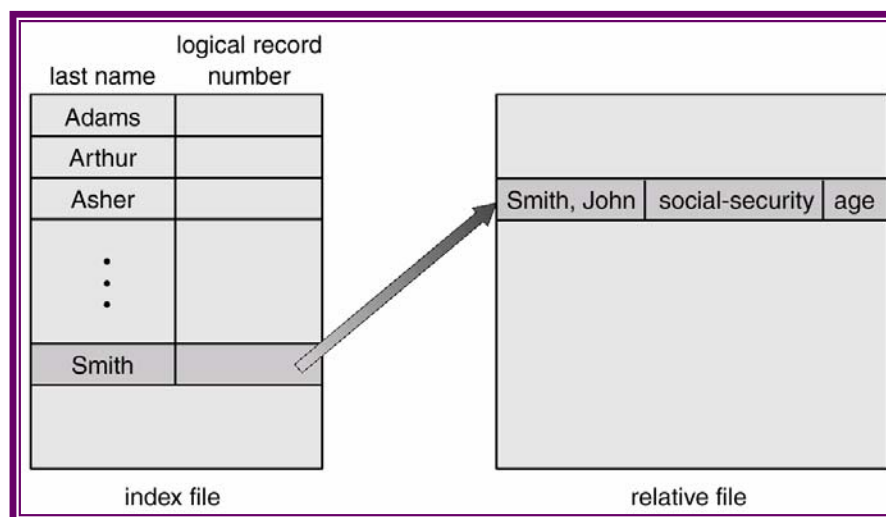 logical record
last name number
Adams
Arthur
Asher
Smith
Smith, John social-security age
index file
relative file